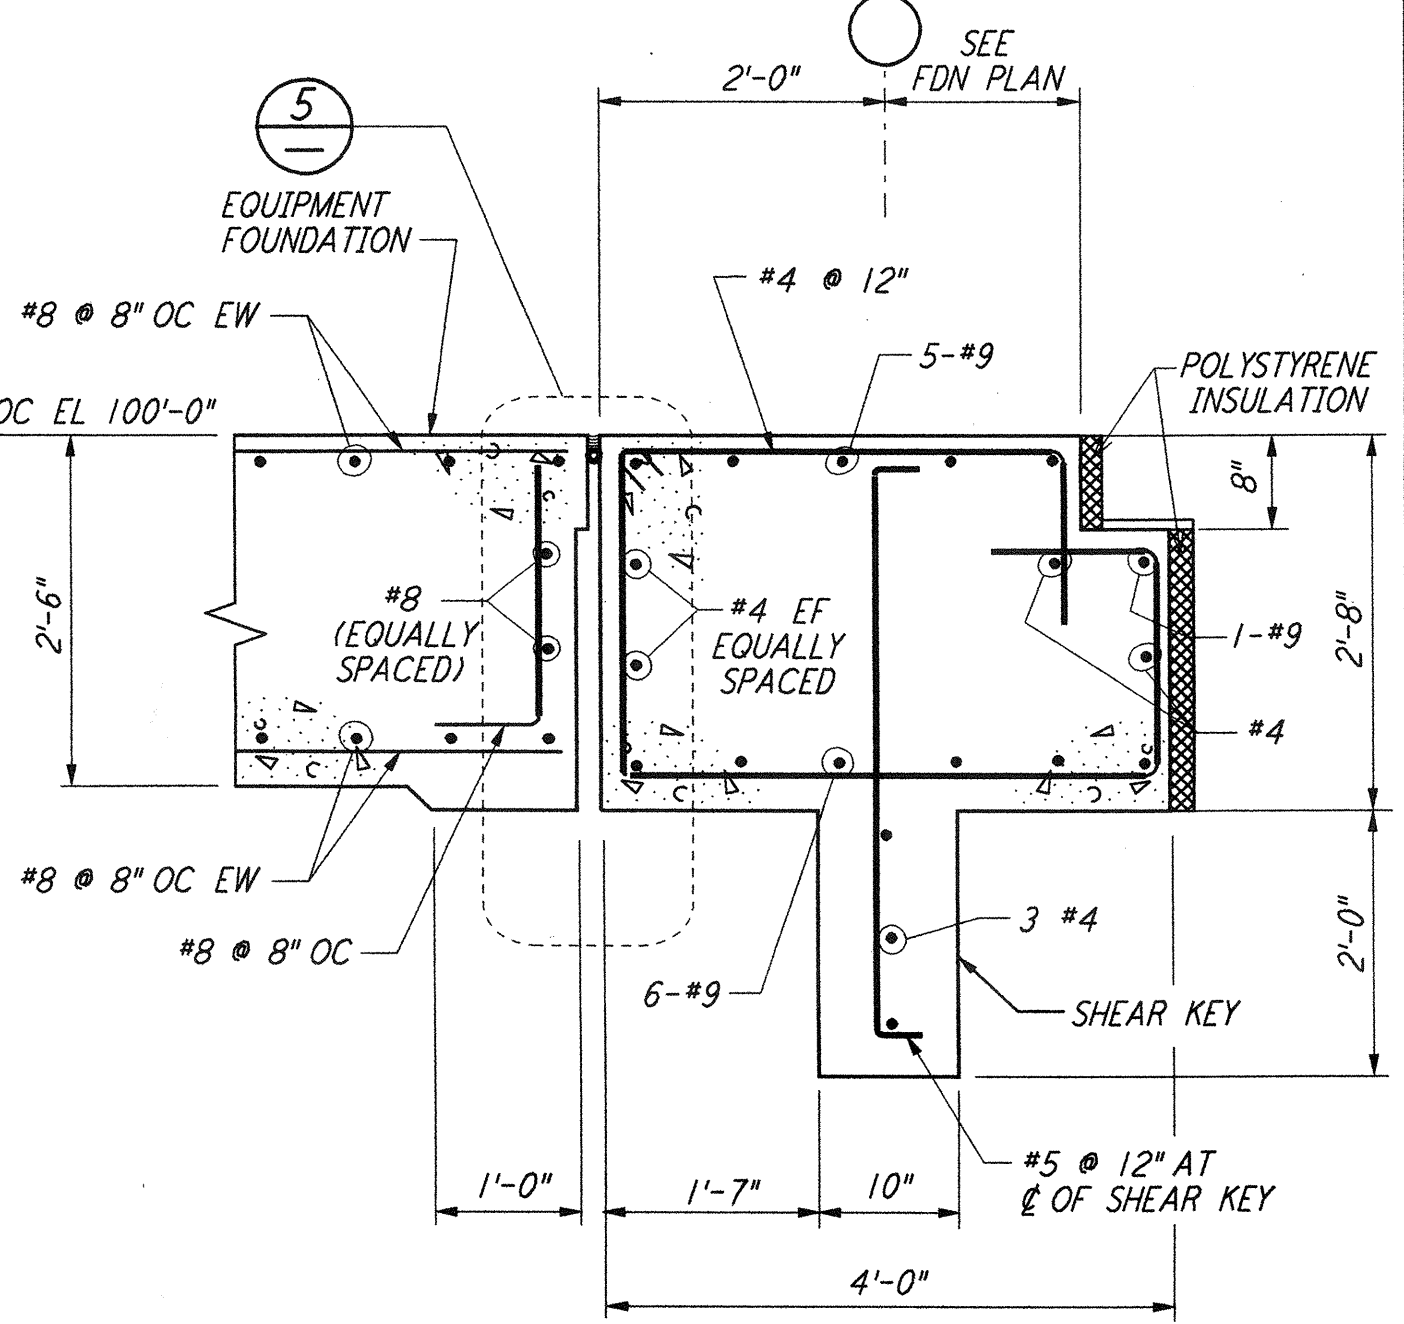 SEE
FDN PLAN
2'-0"
5
EQUIPMENT
FOUNDATION
#4 @ 12"
#8 @ 8" OC EW
5-#9
POLYSTYRENE
INSULATION
OC EL 100'-0"
8"
2'-6"
#8
(EQUALLY
SPACED)
#4 EF
EQUALLY
SPACED
1-#9
2'-8"
#4
#8 @ 8" OC EW
#8 @ 8" OC
3 #4
2'-0"
6-#9
SHEAR KEY
#5 @ 12" AT
℄ OF SHEAR KEY
1'-0"
1'-7"
10"
4'-0"